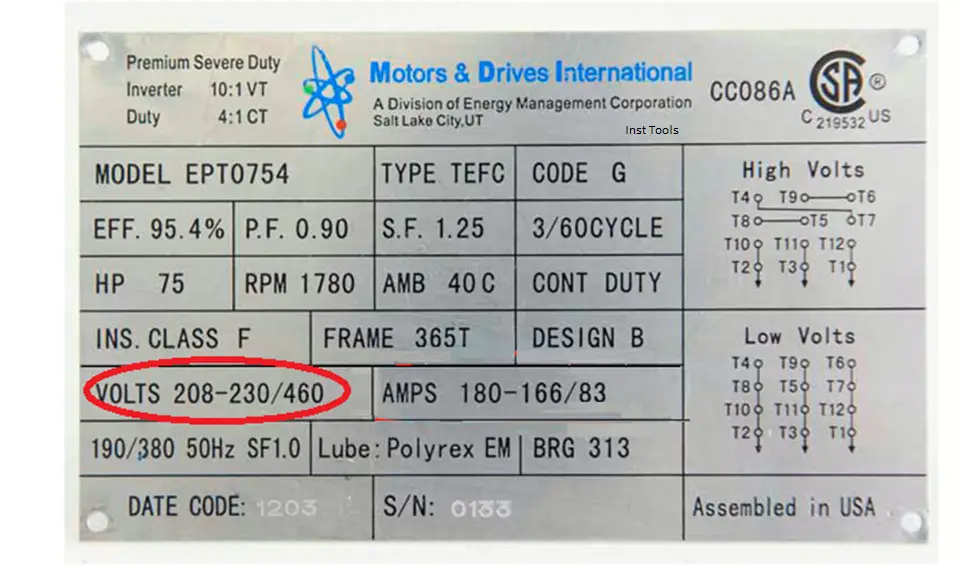 Premium Severe Duty
Inverter 10:1 VT
Duty 4:1 CT
Motors & Drives International
A Division of Energy Management Corporation
Salt Lake City,UT
Inst Tools
CC086A
CSA ®
C 219532 US
MODEL EPT0754
TYPE TEFC
CODE G
EFF. 95.4%
P.F. 0.90
S.F. 1.25
3/60CYCLE
HP 75
RPM 1780
AMB 40C
CONT DUTY
INS. CLASS F
FRAME 365T
DESIGN B
VOLTS 208-230/460
AMPS 180-166/83
190/380 50Hz SF1.0
Lube: Polyrex EM
BRG 313
DATE CODE: 1203
S/N: 0133
High Volts
T4 T9 T6
T8 T5 T7
T10 T11 T12
T2 T3 T1
Low Volts
T4 T9 T6
T8 T5 T7
T10 T11 T12
T2 T3 T1
Assembled in USA